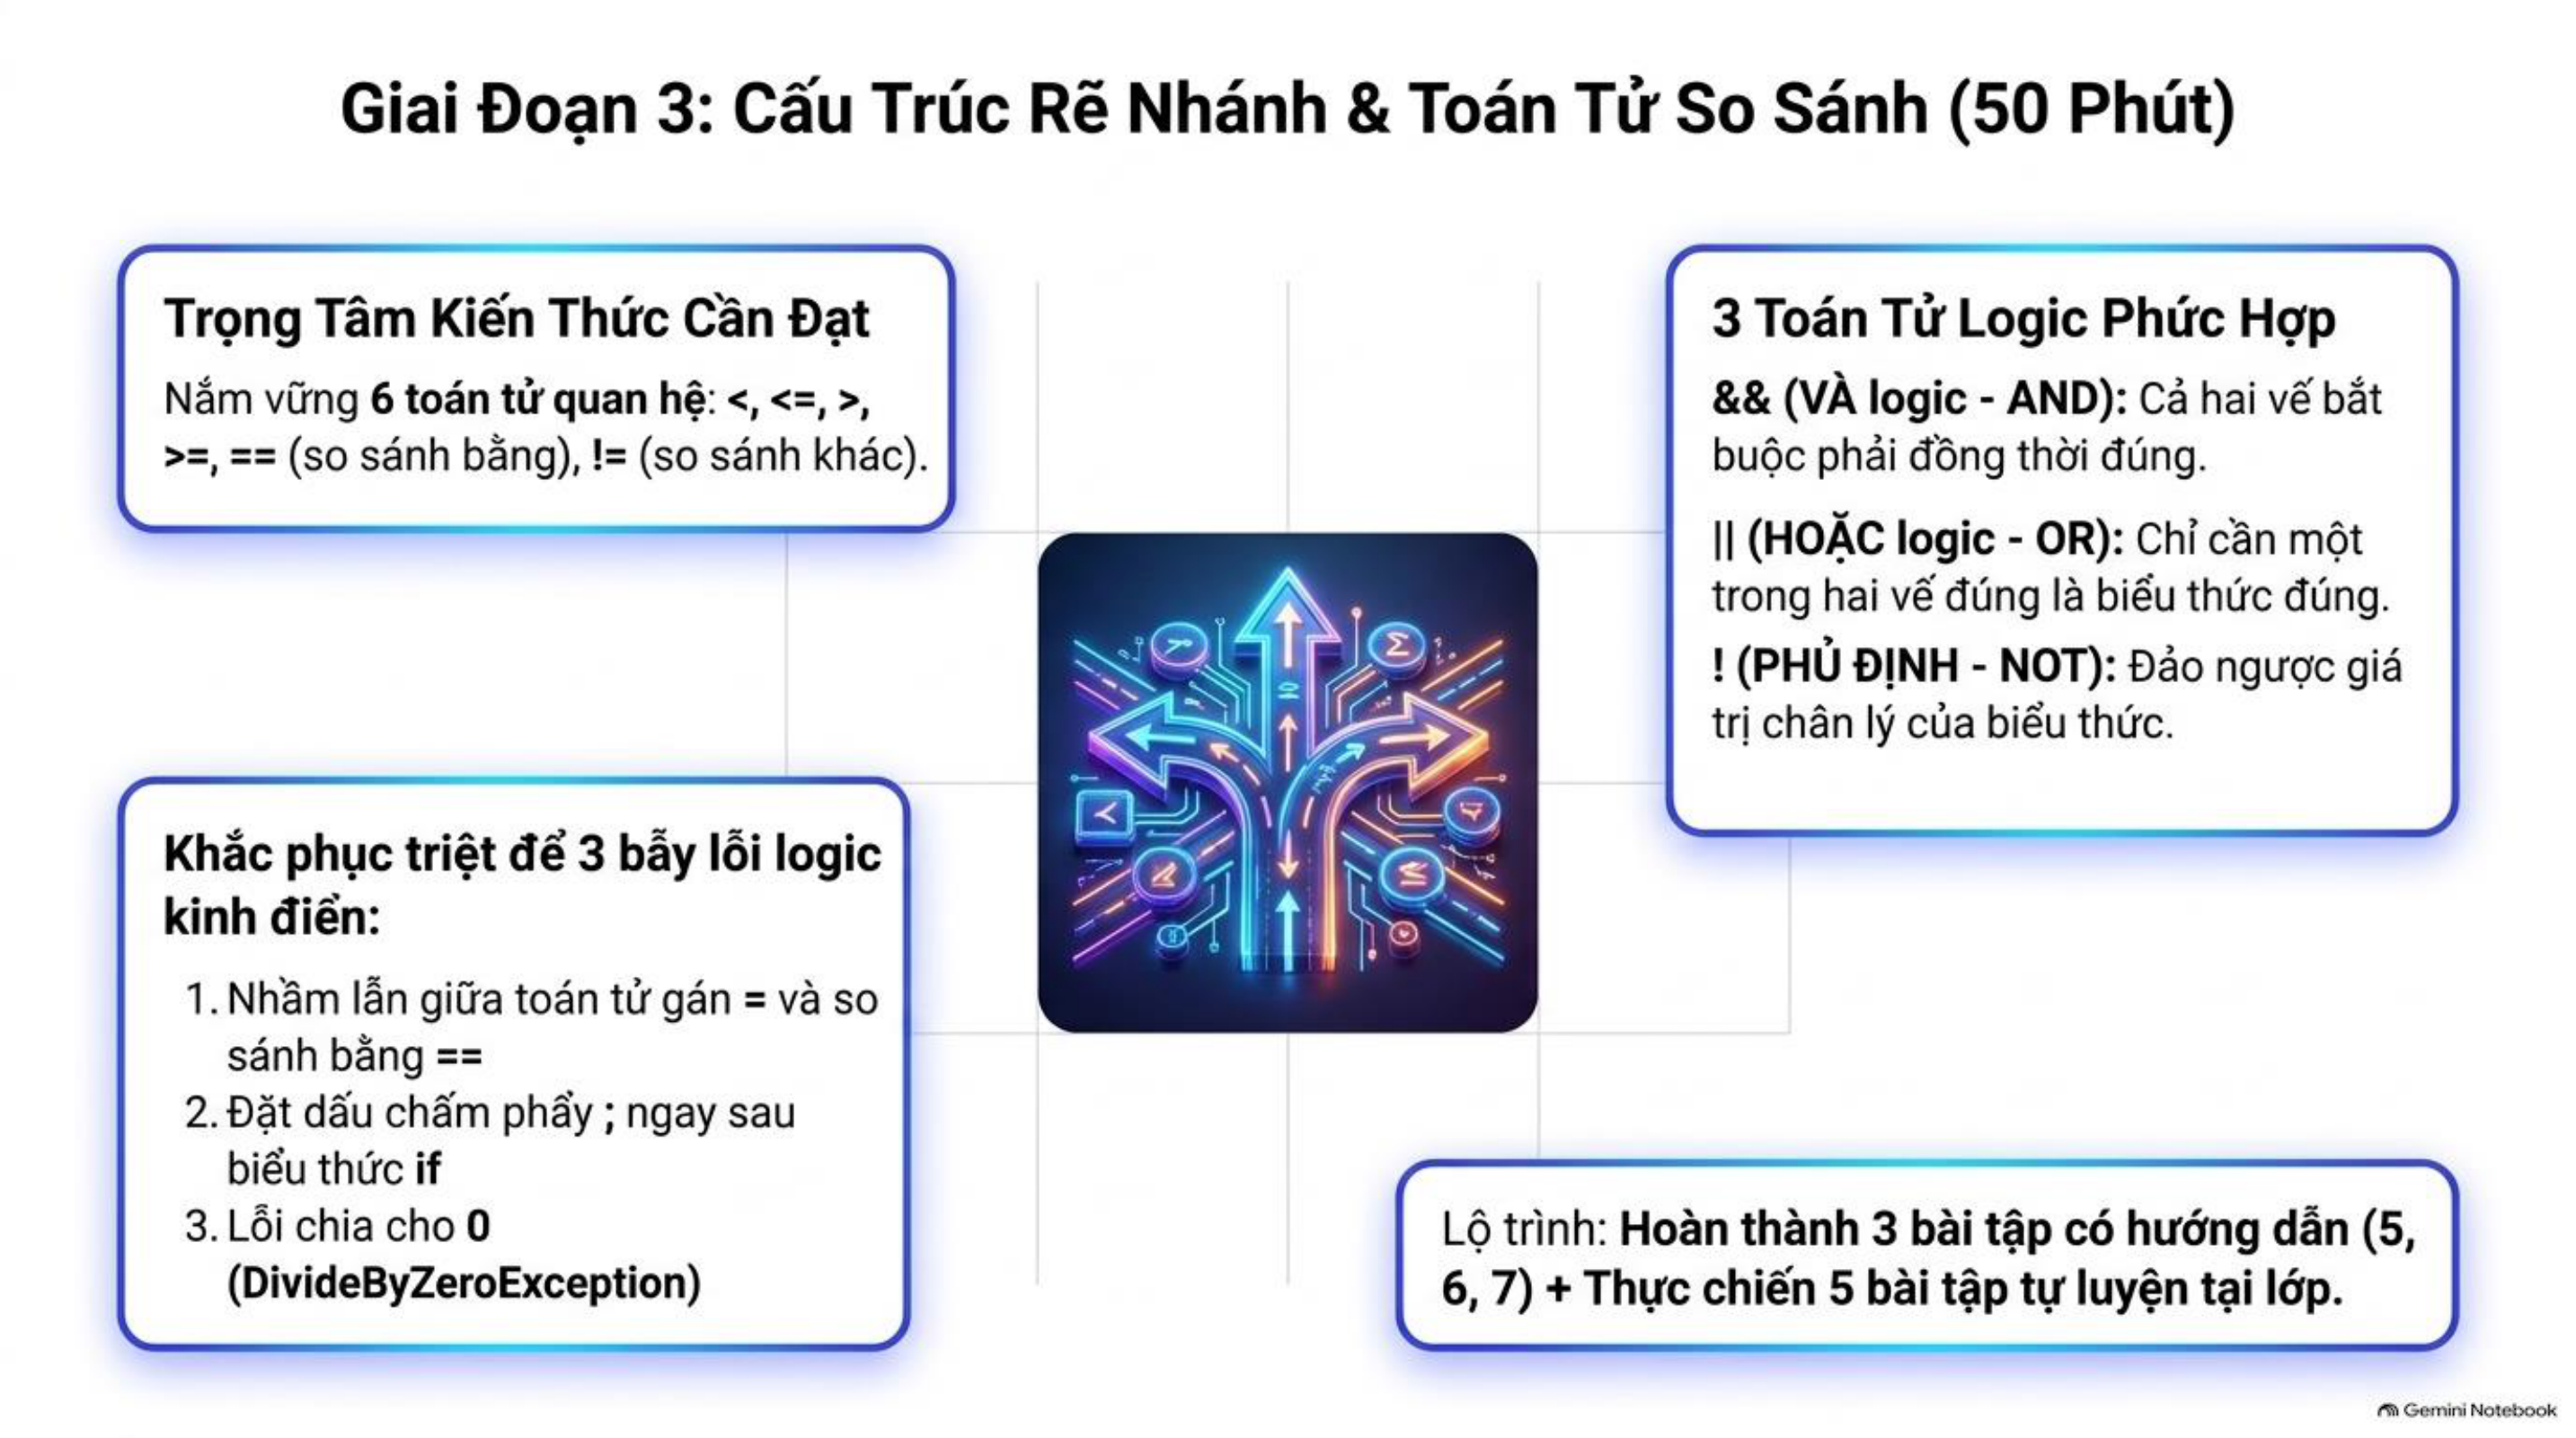 Giai Đoạn 3: Cấu Trúc Rẽ Nhánh & Toán Tử So Sánh (50 Phút)
Trọng Tâm Kiến Thức Cần Đạt
Nắm vững 6 toán tử quan hệ: <, <=, >,
>=, == (so sánh bằng), != (so sánh khác).
3 Toán Tử Logic Phức Hợp
&& (VÀ logic - AND): Cả hai vế bắt
buộc phải đồng thời đúng.
|| (HOẶC logic - OR): Chỉ cần một
trong hai vế đúng là biểu thức đúng.
! (PHỦ ĐỊNH - NOT): Đảo ngược giá
trị chân lý của biểu thức.
Khắc phục triệt để 3 bẫy lỗi logic
kinh điển:
1. Nhầm lẫn giữa toán tử gán = và so
sánh bằng ==
2. Đặt dấu chấm phẩy ; ngay sau
biểu thức if
3. Lỗi chia cho 0
(DivideByZeroException)
Lộ trình: Hoàn thành 3 bài tập có hướng dẫn (5,
6, 7) + Thực chiến 5 bài tập tự luyện tại lớp.
Gemini Notebook